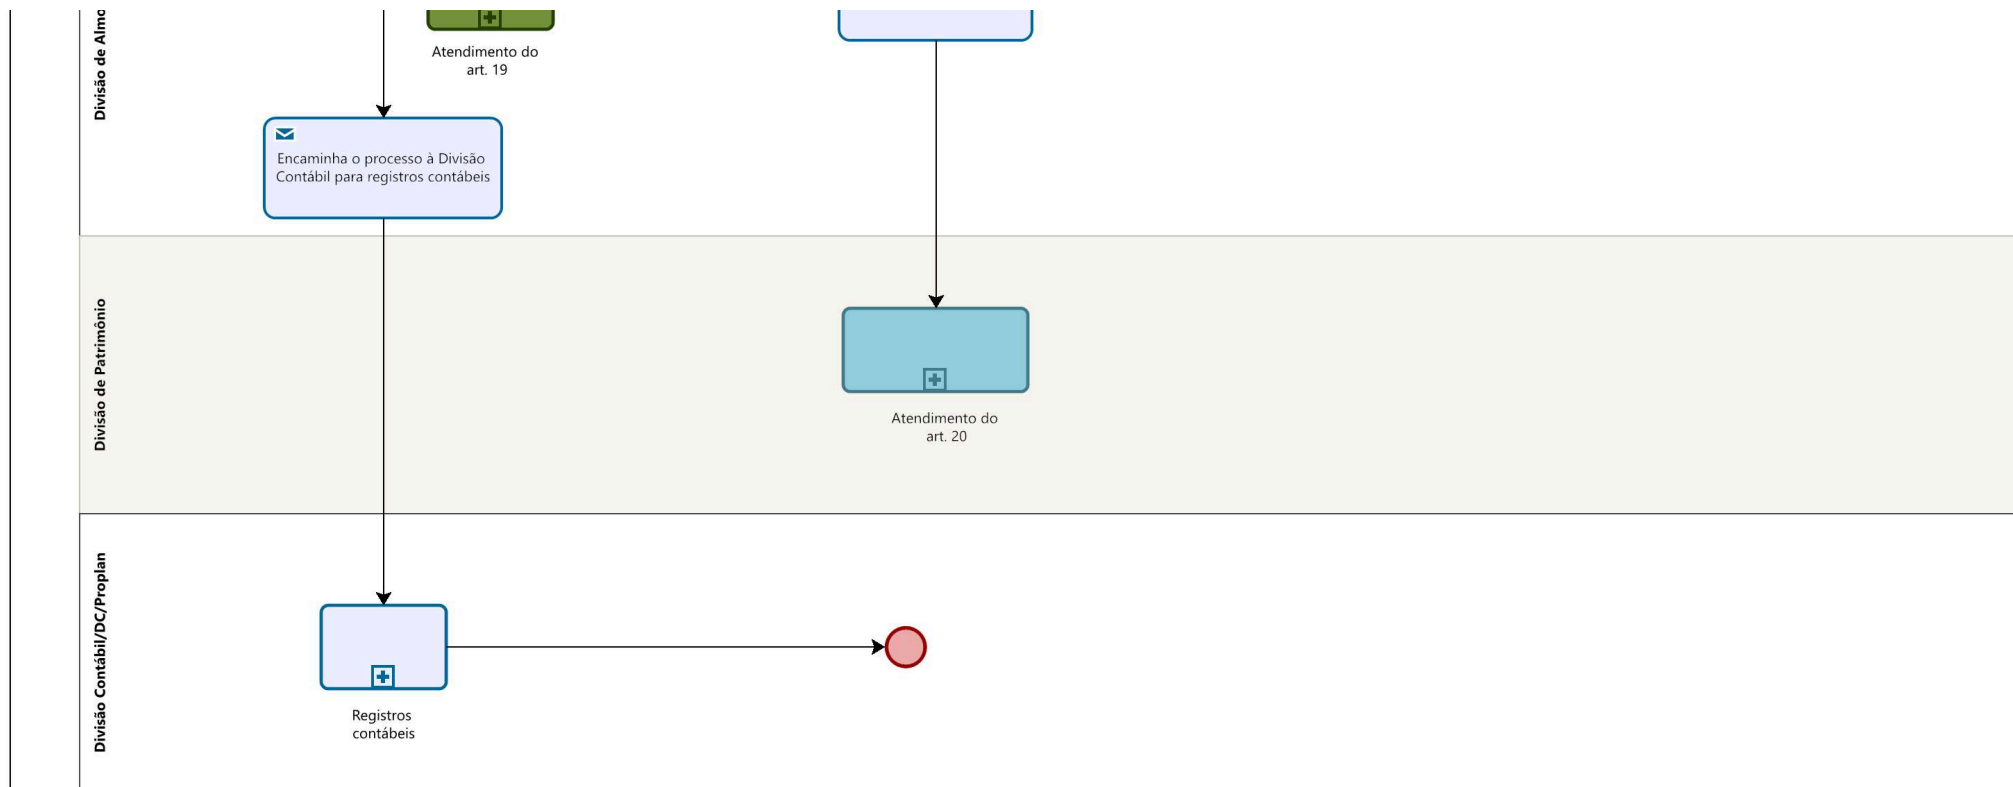 Divisão de Almo
Atendimento do
art. 19
Encaminha o processo à Divisão
Contábil para registros contábeis
Divisão de Patrimônio
Atendimento do
art. 20
Divisão Contábil/DC/Proplan
Registros
contábeis